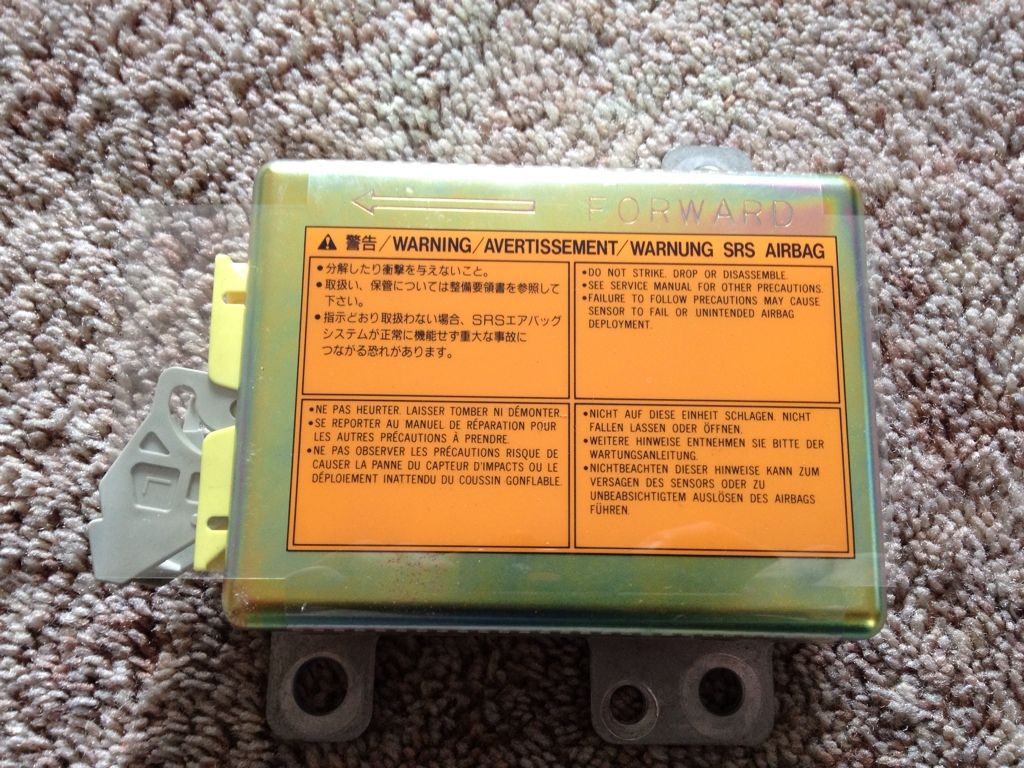 FORWARD
警告/WARNING/AVERTISSEMENT/WARNUNG SRS AIRBAG
•分解したり衝撃を与えないこと。
•取扱い、保管については整備要領書を参照して
下さい。
•指示どおり取扱わない場合、SRSエアバッグ
システムが正常に機能せず重大な事故に
つながる恐れがあります。
•DO NOT STRIKE. DROP OR DISASSEMBLE.
•SEE SERVICE MANUAL FOR OTHER PRECAUTIONS.
•FAILURE TO FOLLOW PRECAUTIONS MAY CAUSE
SENSOR TO FAIL OR UNINTENDED AIRBAG
DEPLOYMENT.
•NE PAS HEURTER. LAISSER TOMBER NI DÉMONTER.
•SE REPORTER AU MANUEL DE RÉPARATION POUR
LES AUTRES PRÉCAUTIONS À PRENDRE.
•NE PAS OBSERVER LES PRÉCAUTIONS RISQUE DE
CAUSER LA PANNE DU CAPTEUR D'IMPACTS OU LE
DÉPLOIEMENT INATTENDU DU COUSSIN GONFLABLE.
•NICHT AUF DIESE EINHEIT SCHLAGEN. NICHT
FALLEN LASSEN ODER ÖFFNEN.
•WEITERE HINWEISE ENTNEHMEN SIE BITTE DER
WARTUNGSANLEITUNG.
•NICHTBEACHTEN DIESER HINWEISE KANN ZUM
VERSAGEN DES SENSORS ODER ZU
UNBEABSICHTIGTEM AUSLÖSEN DES AIRBAGS
FÜHREN.